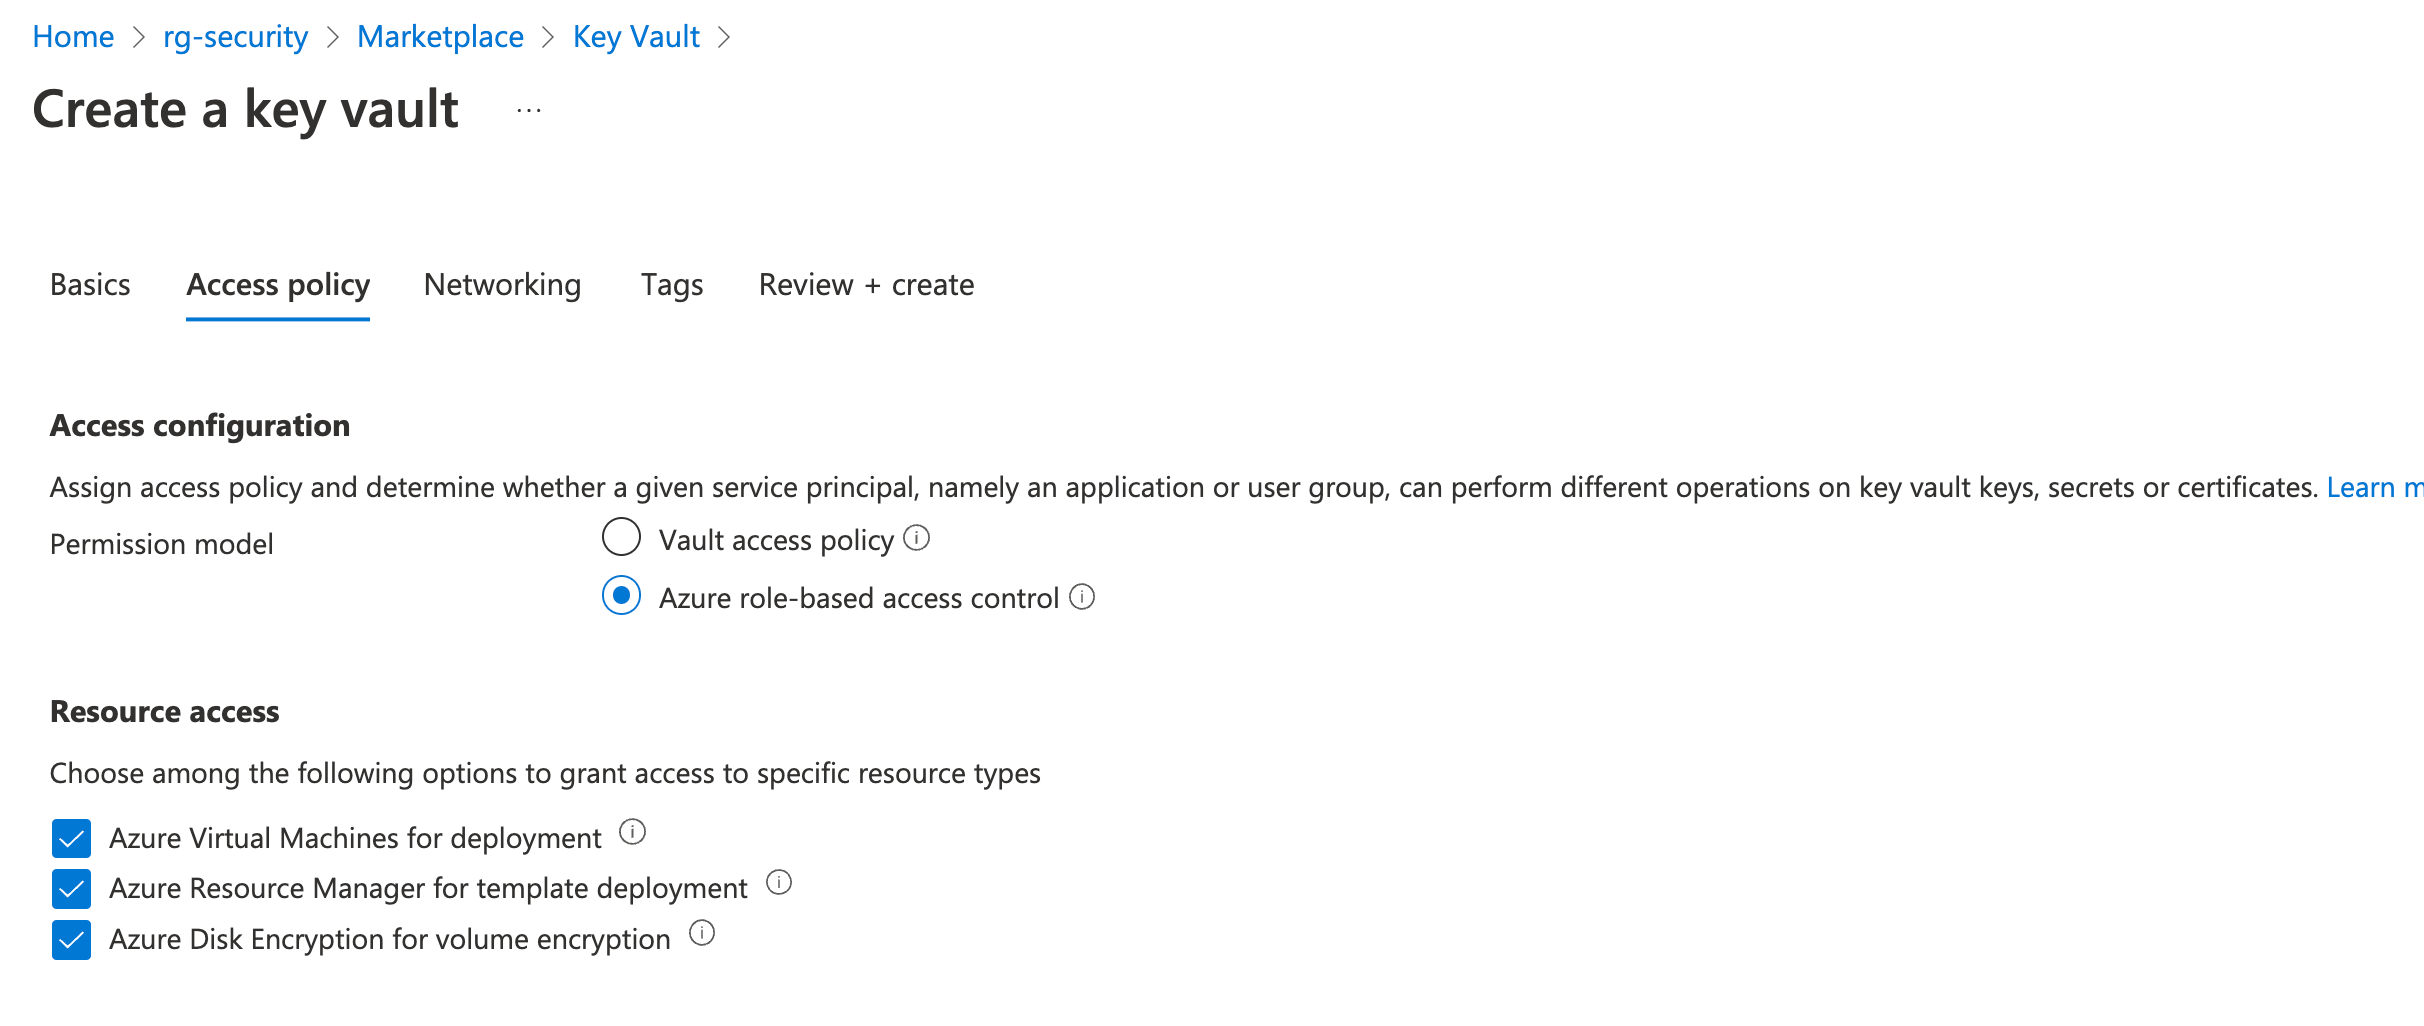 Home > rg-security > Marketplace > Key Vault >
Create a key vault ...
Basics Access policy Networking Tags Review + create
Access configuration
Assign access policy and determine whether a given service principal, namely an application or user group, can perform different operations on key vault keys, secrets or certificates. Learn m
Permission model
Vault access policy
Azure role-based access control
Resource access
Choose among the following options to grant access to specific resource types
Azure Virtual Machines for deployment
Azure Resource Manager for template deployment
Azure Disk Encryption for volume encryption